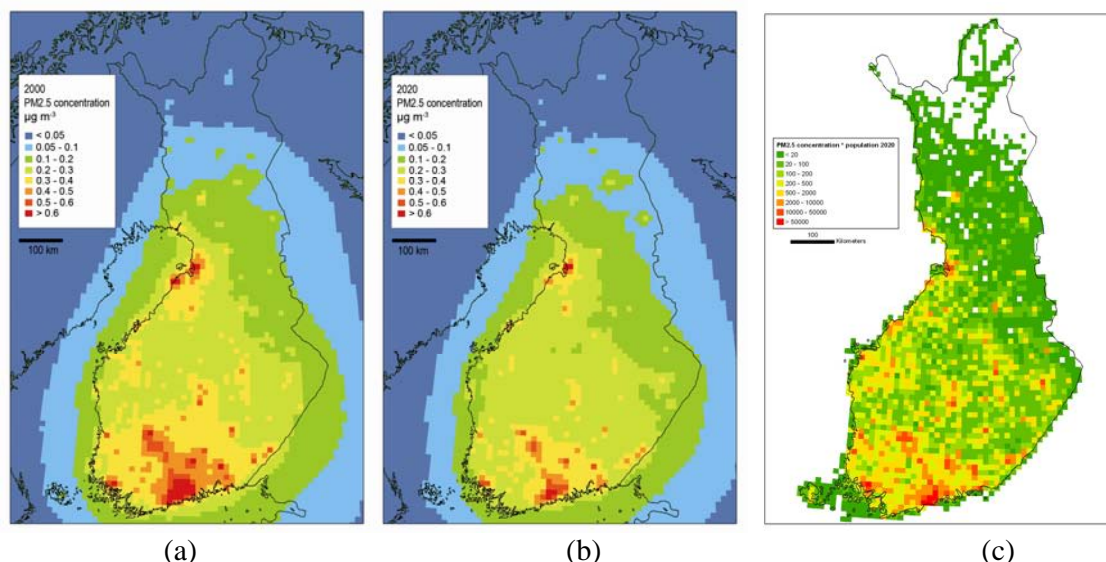 2000
PM2.5 concentration
µg m⁻³
< 0.05
0.05 - 0.1
0.1 - 0.2
0.2 - 0.3
0.3 - 0.4
0.4 - 0.5
0.5 - 0.6
> 0.6
100 km
2020
PM2.5 concentration
µg m⁻³
< 0.05
0.05 - 0.1
0.1 - 0.2
0.2 - 0.3
0.3 - 0.4
0.4 - 0.5
0.5 - 0.6
> 0.6
100 km
PM2.5 concentration * population 2020
< 20
20 - 100
100 - 200
200 - 500
500 - 2000
2000 - 10000
10000 - 50000
> 50000
100
Kilometers
(a)
(b)
(c)